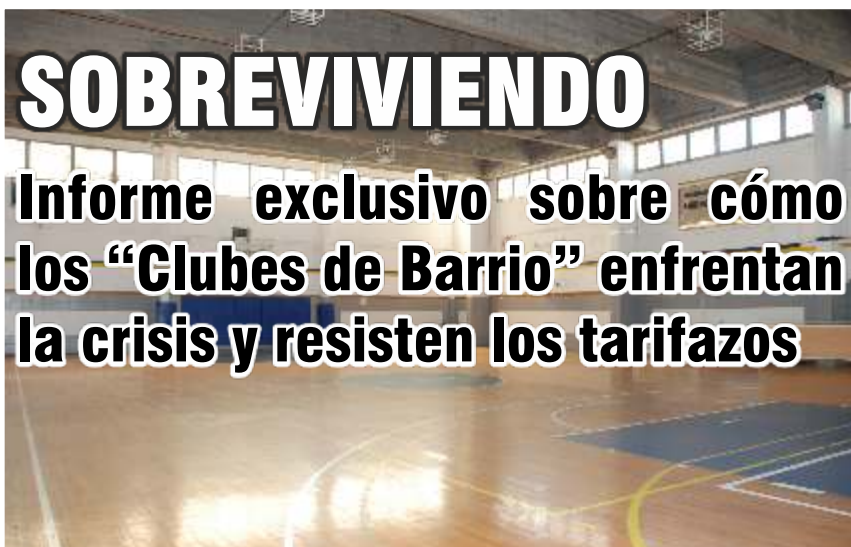 SOBREVIVIENDO
Informe exclusivo sobre cómo
los “Clubes de Barrio” enfrentan
la crisis y resisten los tarifazos